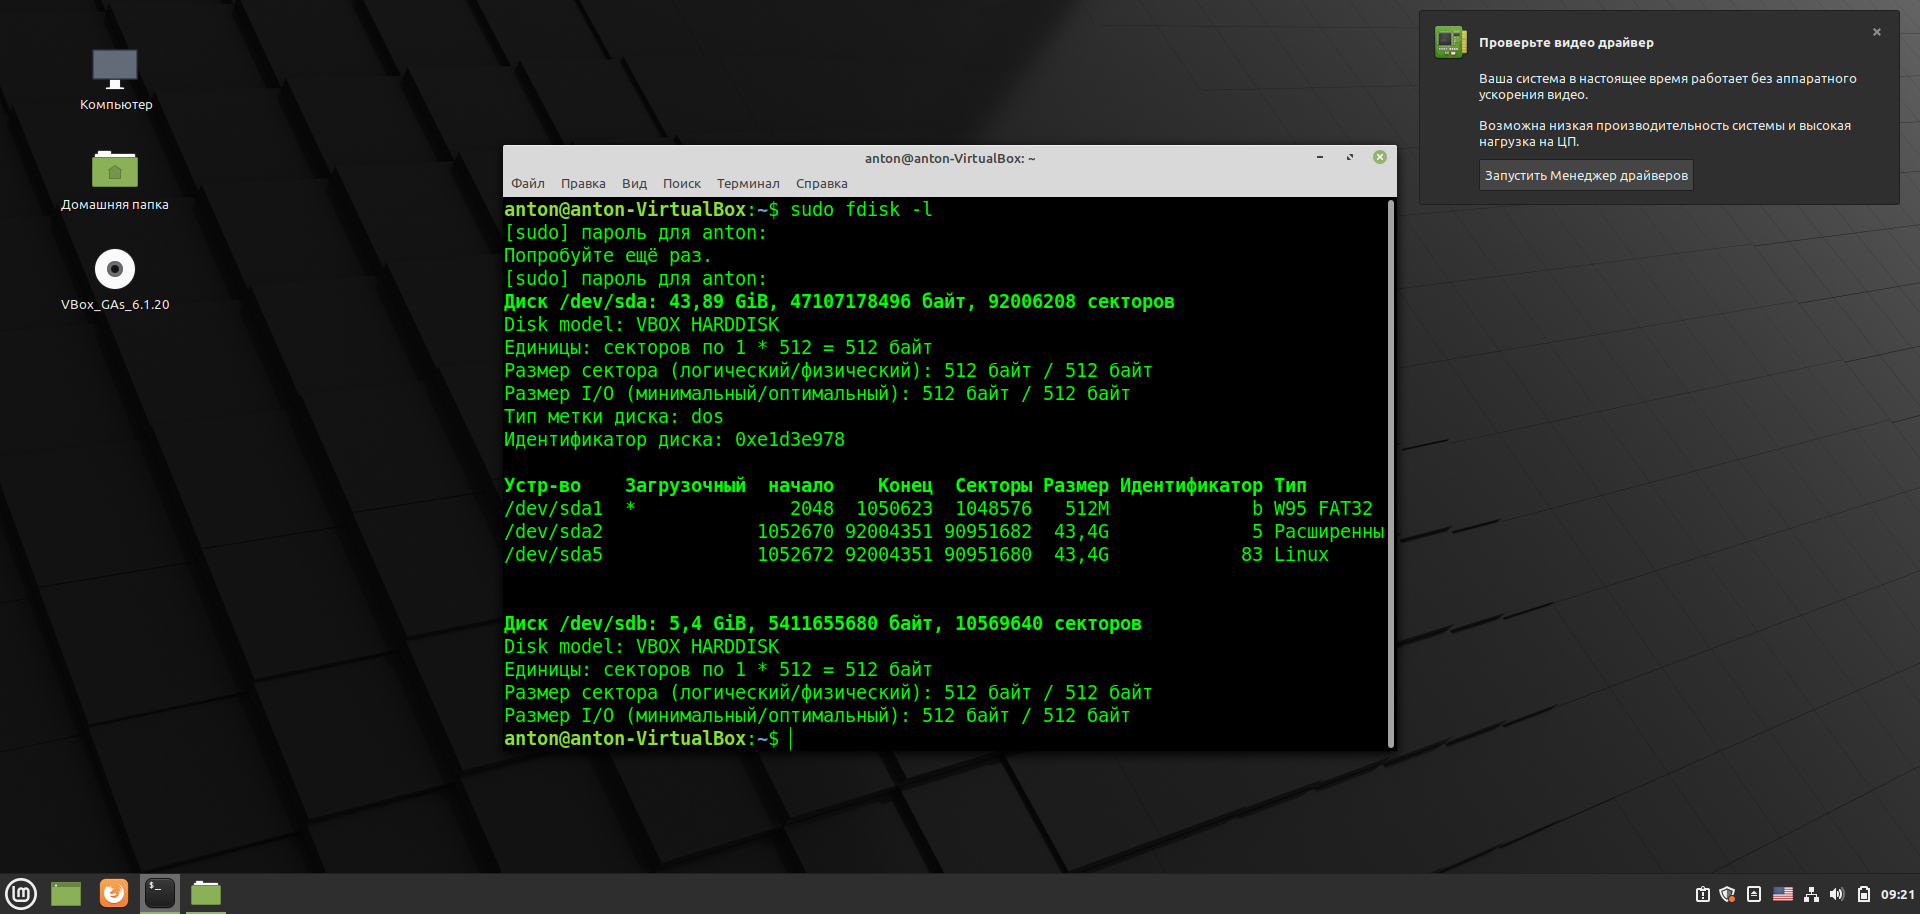 Компьютер
Домашняя папка
VBox_GAs_6.1.20
Проверьте видео драйвер
Ваша система в настоящее время работает без аппаратного
ускорения видео.
Возможна низкая производительность системы и высокая
нагрузка на ЦП.
Запустить Менеджер драйверов
anton@anton-VirtualBox: ~
Файл Правка Вид Поиск Терминал Справка
anton@anton-VirtualBox:~$ sudo fdisk -l
[sudo] пароль для anton:
Попробуйте ещё раз.
[sudo] пароль для anton:
Диск /dev/sda: 43,89 GiB, 47107178496 байт, 92006208 секторов
Disk model: VBOX HARDDISK
Единицы: секторов по 1 * 512 = 512 байт
Размер сектора (логический/физический): 512 байт / 512 байт
Размер I/O (минимальный/оптимальный): 512 байт / 512 байт
Тип метки диска: dos
Идентификатор диска: 0xe1d3e978
Устр-во Загрузочный начало Конец Секторы Размер Идентификатор Тип
/dev/sda1 * 2048 1050623 1048576 512M b W95 FAT32
/dev/sda2 1052670 92004351 90951682 43,4G 5 Расширенны
/dev/sda5 1052672 92004351 90951680 43,4G 83 Linux
Диск /dev/sdb: 5,4 GiB, 5411655680 байт, 10569640 секторов
Disk model: VBOX HARDDISK
Единицы: секторов по 1 * 512 = 512 байт
Размер сектора (логический/физический): 512 байт / 512 байт
Размер I/O (минимальный/оптимальный): 512 байт / 512 байт
anton@anton-VirtualBox:~$
09:21